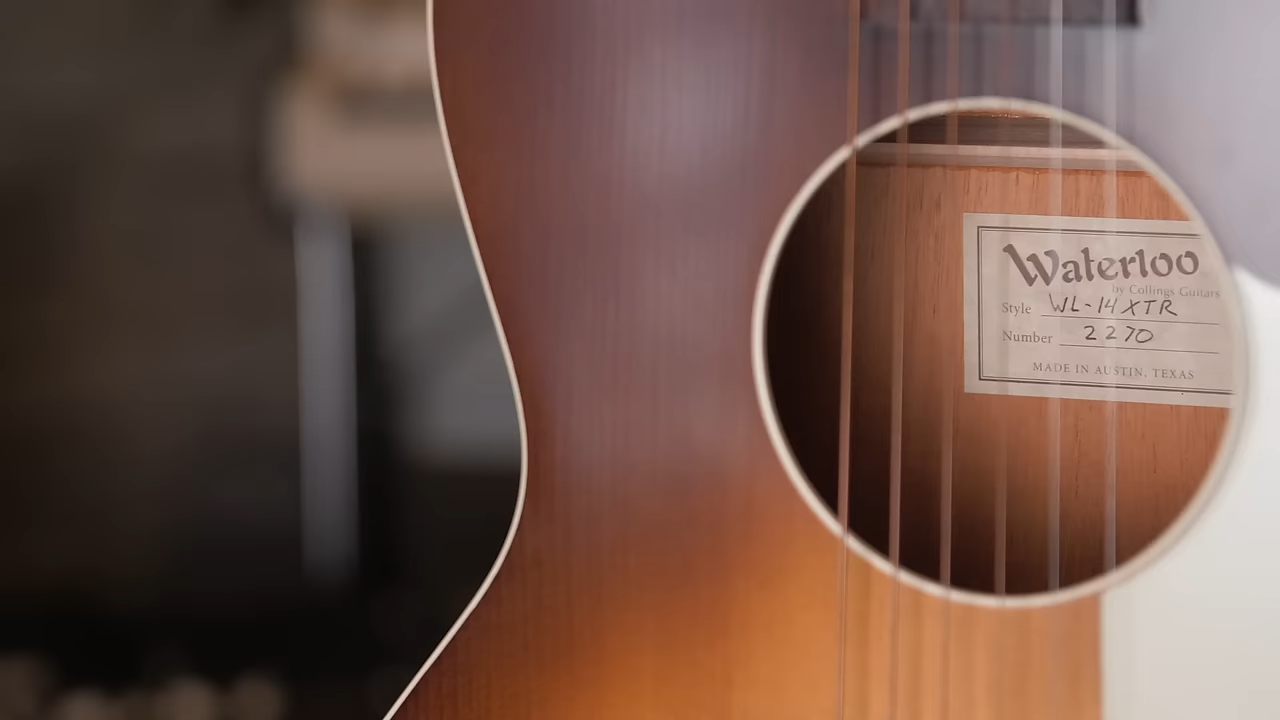 Waterloo
by Collings Guitars
Style WL-14XTR
Number 2270
MADE IN AUSTIN, TEXAS